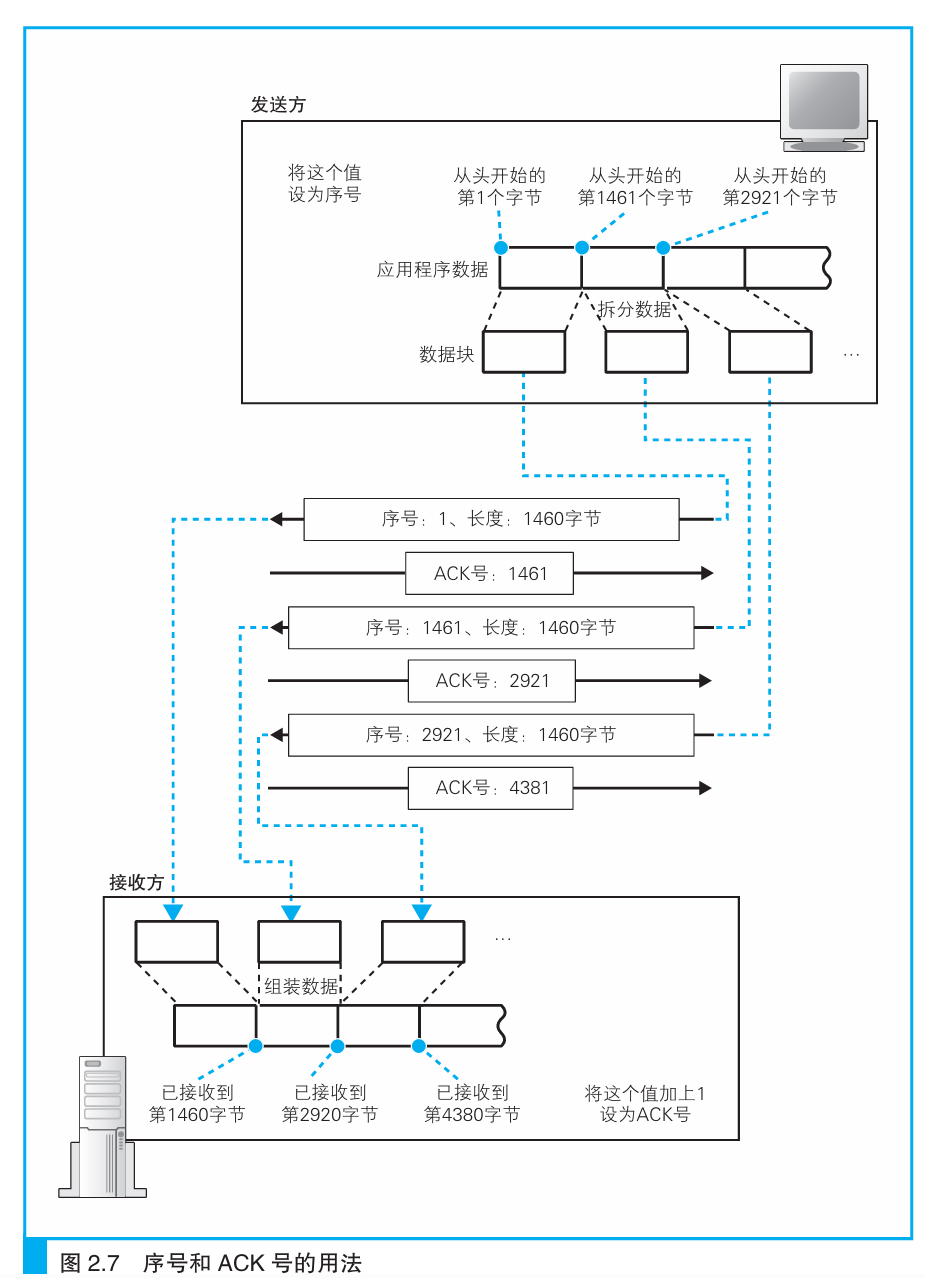 发送方
将这个值
设为序号
从头开始的
第1个字节
从头开始的
第1461个字节
从头开始的
第2921个字节
应用程序数据
拆分数据
数据块
…
序号：1、长度：1460字节
ACK号：1461
序号：1461、长度：1460字节
ACK号：2921
序号：2921、长度：1460字节
ACK号：4381
接收方
…
组装数据
已接收到
第1460字节
已接收到
第2920字节
已接收到
第4380字节
将这个值加上1
设为ACK号
图 2.7 序号和 ACK 号的用法